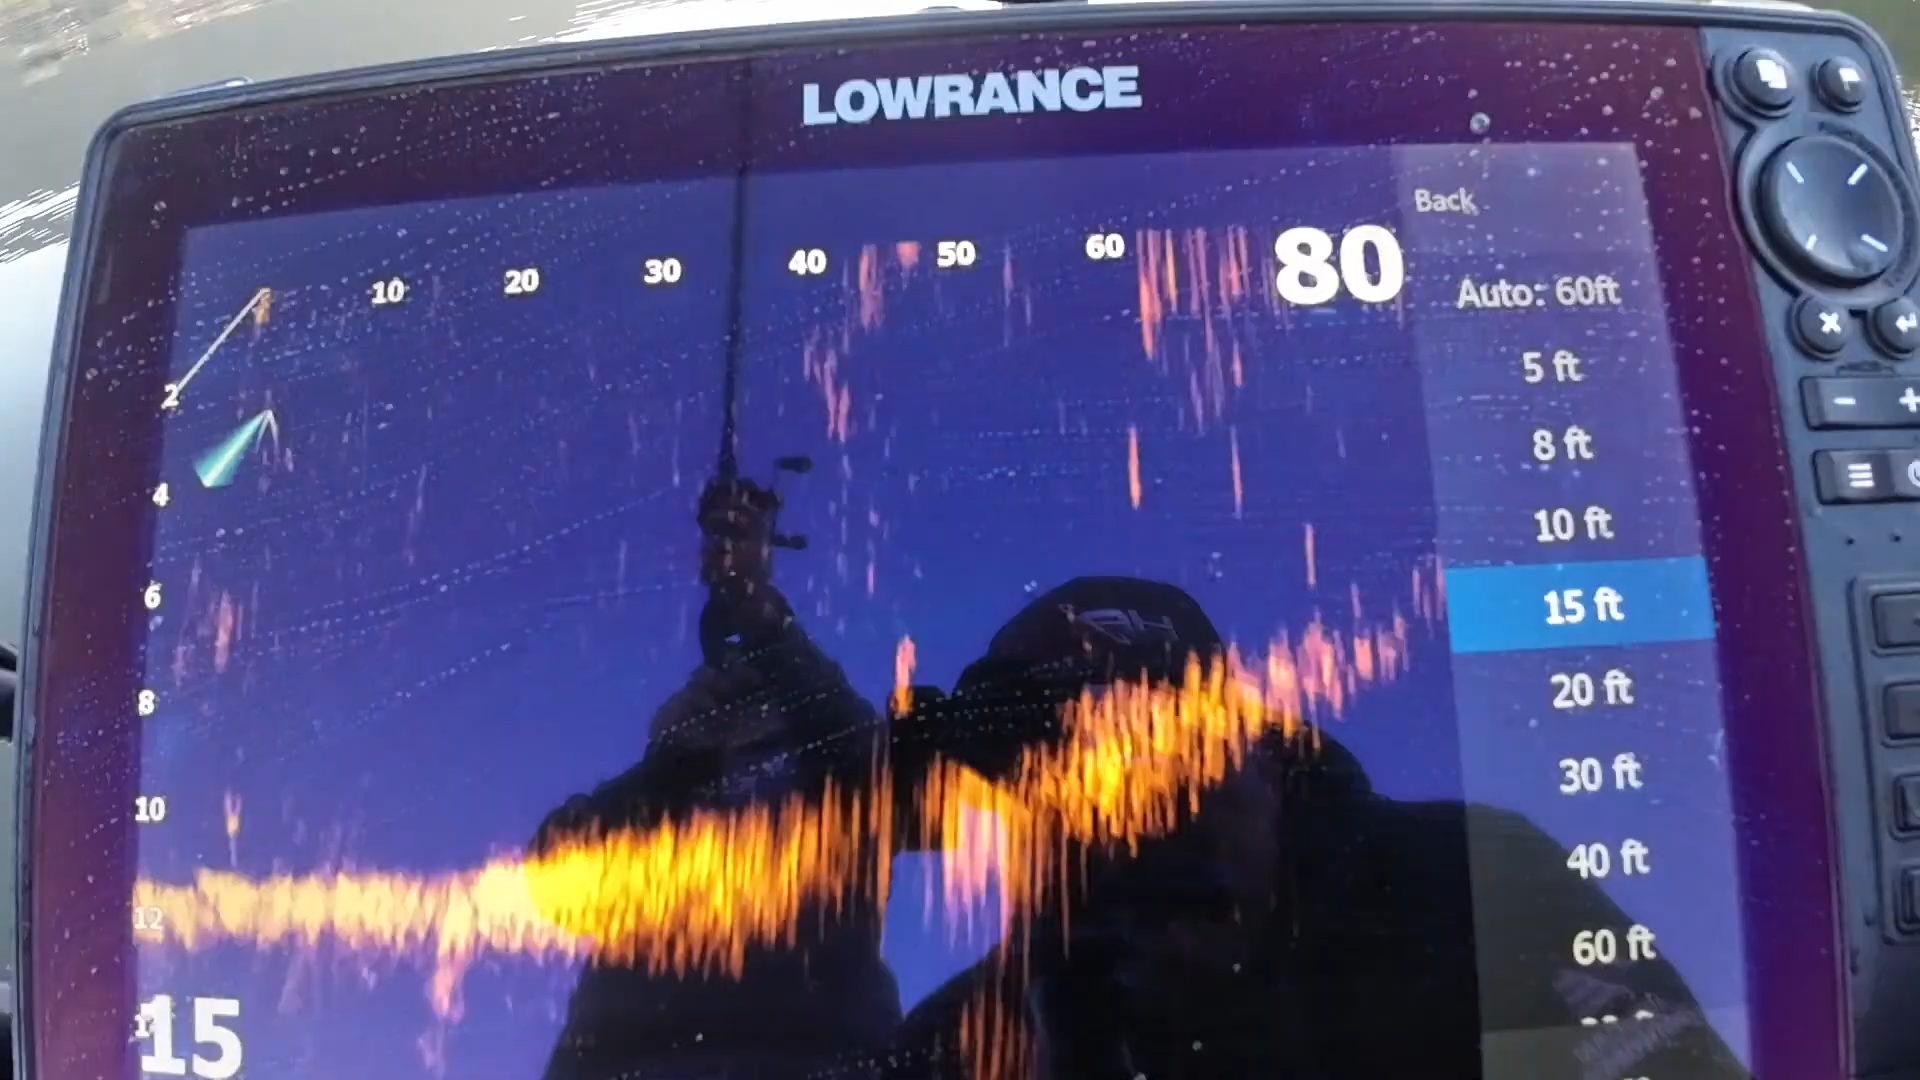 LOWRANCE
Back
10 20 30 40 50 60 80
Auto: 60ft
5 ft
2
8 ft
4
10 ft
6
15 ft
8
20 ft
30 ft
10
40 ft
12
60 ft
15